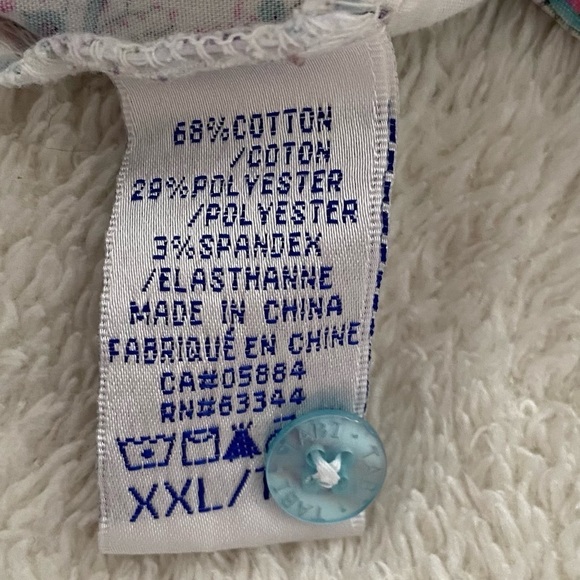 68%COTTON
/COTON
29%POLYESTER
/POLYESTER
3%SPANDEX
/ELASTHANNE
MADE IN CHINA
FABRIQUÉ EN CHINE
CA#05884
RN#63344
XXL/T